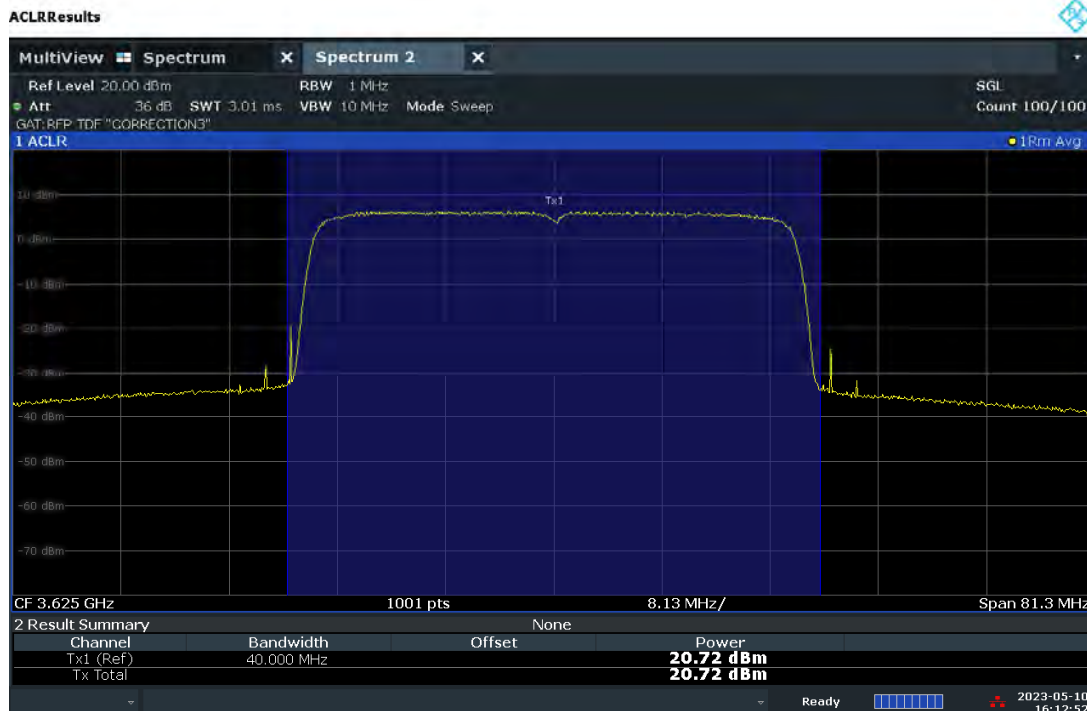 ACLRResults
MultiView Spectrum X Spectrum 2 X
Ref Level 20.00 dBm RBW 1 MHz SGL
Att 36 dB SWT 3.01 ms VBW 10 MHz Mode Sweep Count 100/100
GAT:RFP TDF "CORRECTION3"
1 ACLR 1Rm Avg
10 dBm
Tx1
0 dBm
-10 dBm
-20 dBm
-30 dBm
-40 dBm
-50 dBm
-60 dBm
-70 dBm
CF 3.625 GHz 1001 pts 8.13 MHz/ Span 81.3 MHz
2 Result Summary None
Channel Bandwidth Offset Power
Tx1 (Ref) 40.000 MHz 20.72 dBm
Tx Total 20.72 dBm
Ready 2023-05-10
16:12:52